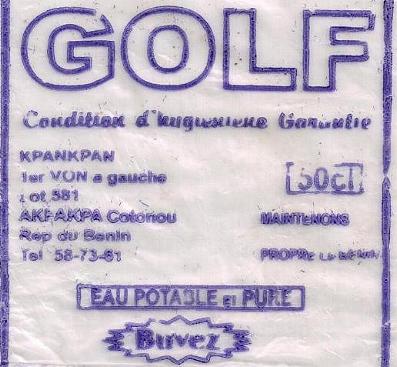 GOLF
Condition d'hygieniene Garantie
KPANKPAN
1er VON a gauche
Lot 581
AKPAKPA Cotonou
Rep du Benin
Tel 58-73-61
50cl
MAINTENONS
PROPRE LE BENIN
EAU POTABLE et PURE
Buvez